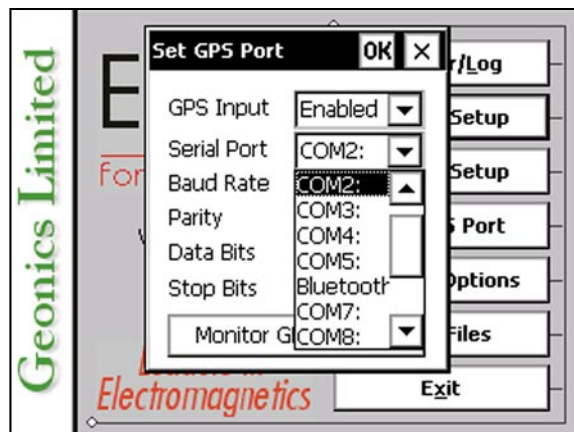 Geonics Limited
E
for
Electromagnetics
Set GPS Port OK ×
GPS Input Enabled
Serial Port COM2:
Baud Rate
Parity
Data Bits
Stop Bits
COM2:
COM3:
COM4:
COM5:
Bluetooth
COM7:
COM8:
Monitor G
r/Log
Setup
Setup
Port
Options
Files
Exit